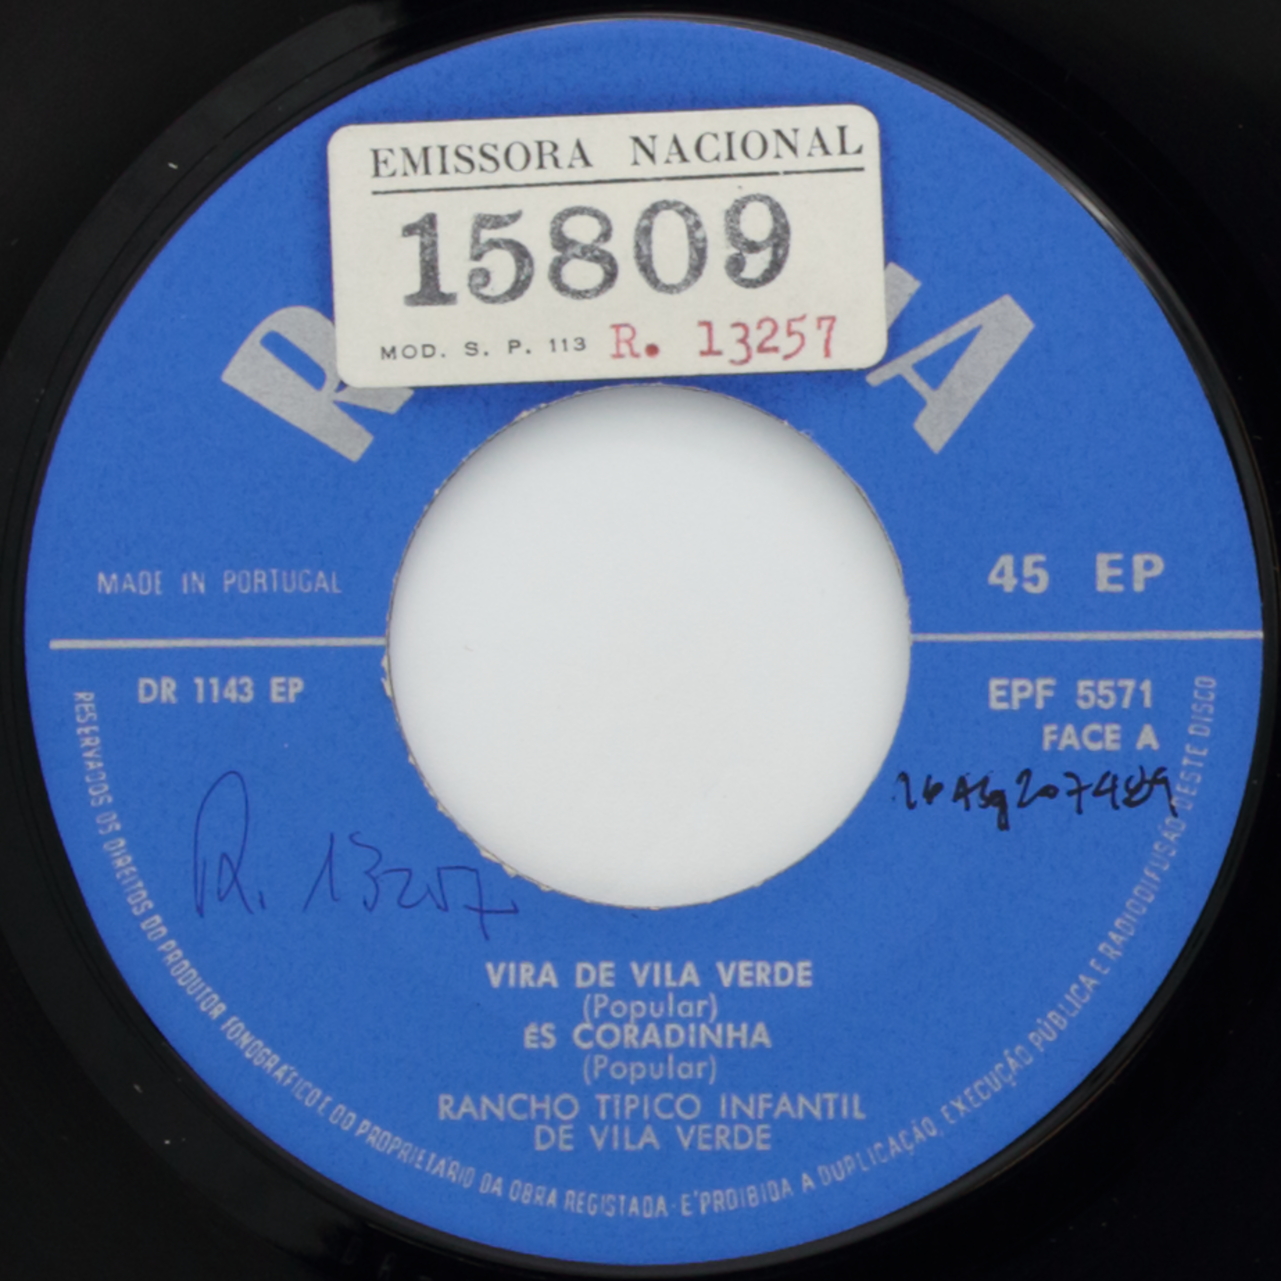 EMISSORA NACIONAL
15809
MOD. S. P. 113 R. 13257
MADE IN PORTUGAL
45 EP
DR 1143 EP
EPF 5571
FACE A
R. 13257
VIRA DE VILA VERDE
(Popular)
ÉS CORADINHA
(Popular)
RANCHO TÍPICO INFANTIL
DE VILA VERDE
RESERVADOS OS DIREITOS DO PRODUTOR FONOGRÁFICO E DO PROPRIETÁRIO DA OBRA REGISTADA · E'PROIBIDA A DUPLICAÇÃO, EXECUÇÃO PÚBLICA E RADIODIFUSÃO DESTE DISCO